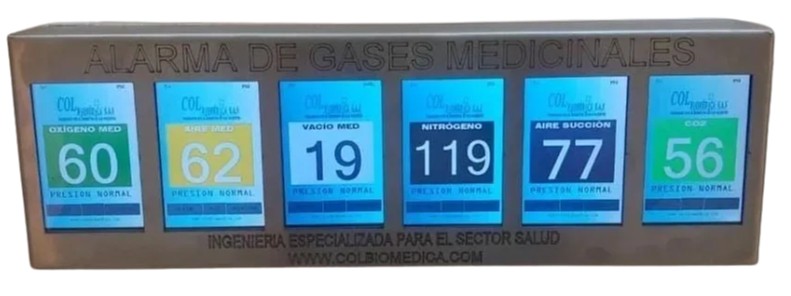 ALARMA DE GASES MEDICINALES
OXÍGENO MED
60
PRESION NORMAL
AIRE MED
62
PRESION NORMAL
VACIO MED
19
PRESION NORMAL
NITRÓGENO
119
PRESION NORMAL
AIRE SUCCIÓN
77
PRESION NORMAL
CO2
56
PRESION NORMAL
INGENIERIA ESPECIALIZADA PARA EL SECTOR SALUD
WWW.COLBIOMEDICA.COM